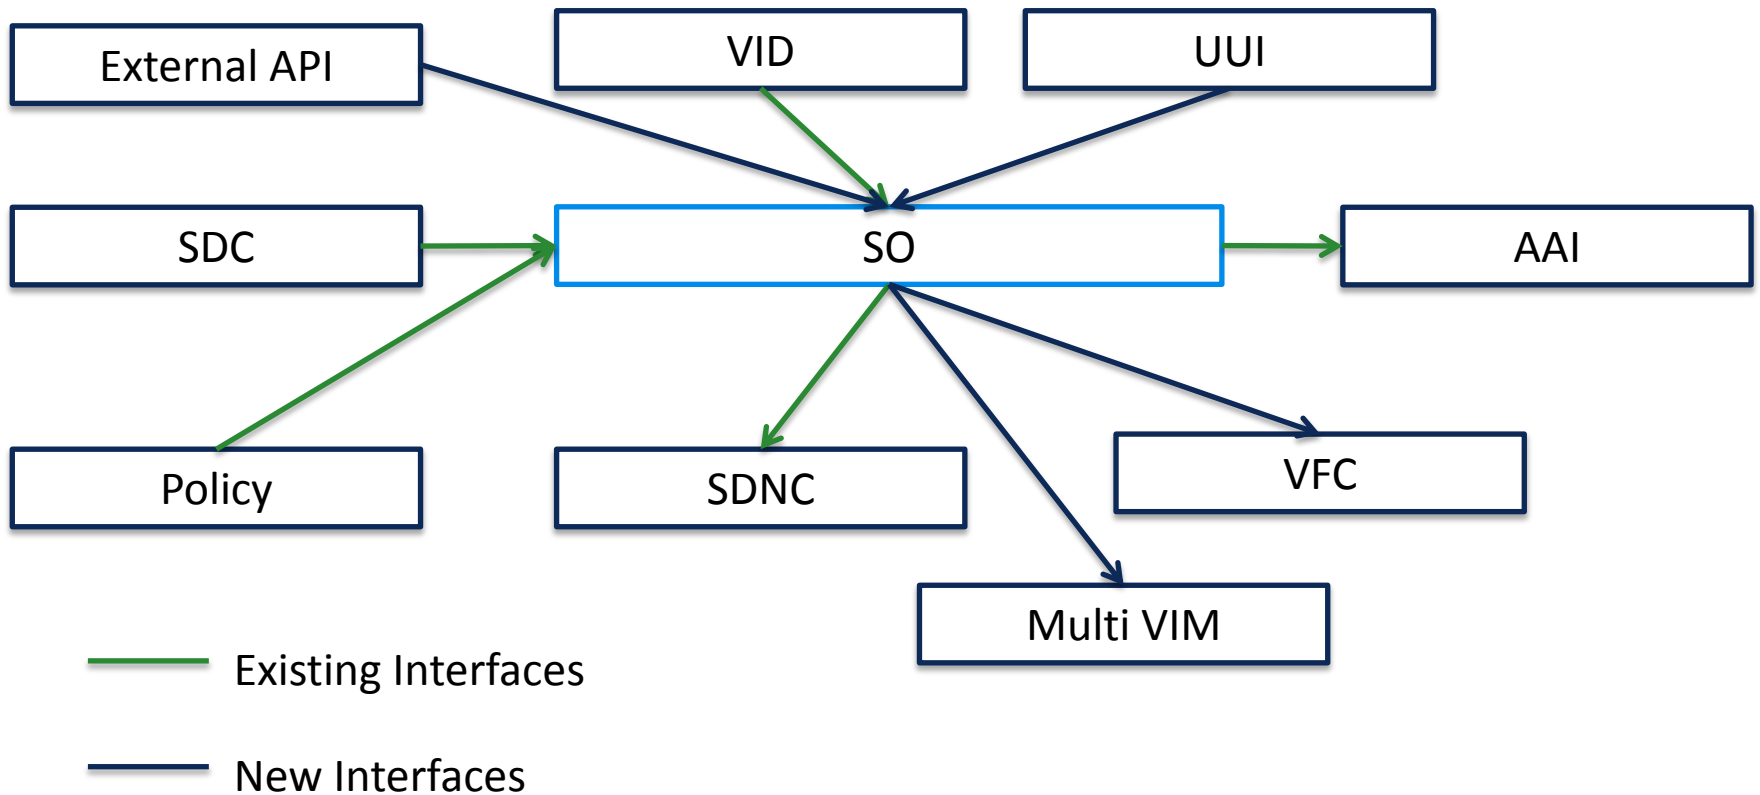 External API
VID
UUI
SDC
SO
AAI
Policy
SDNC
VFC
Multi VIM
Existing Interfaces
New Interfaces